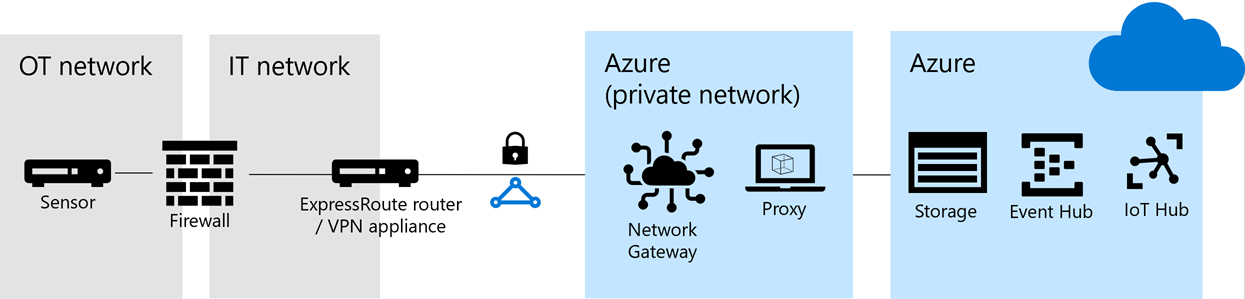 OT network
IT network
Azure
(private network)
Azure
Sensor
Firewall
ExpressRoute router
/ VPN appliance
Network
Gateway
Proxy
Storage
Event Hub
IoT Hub